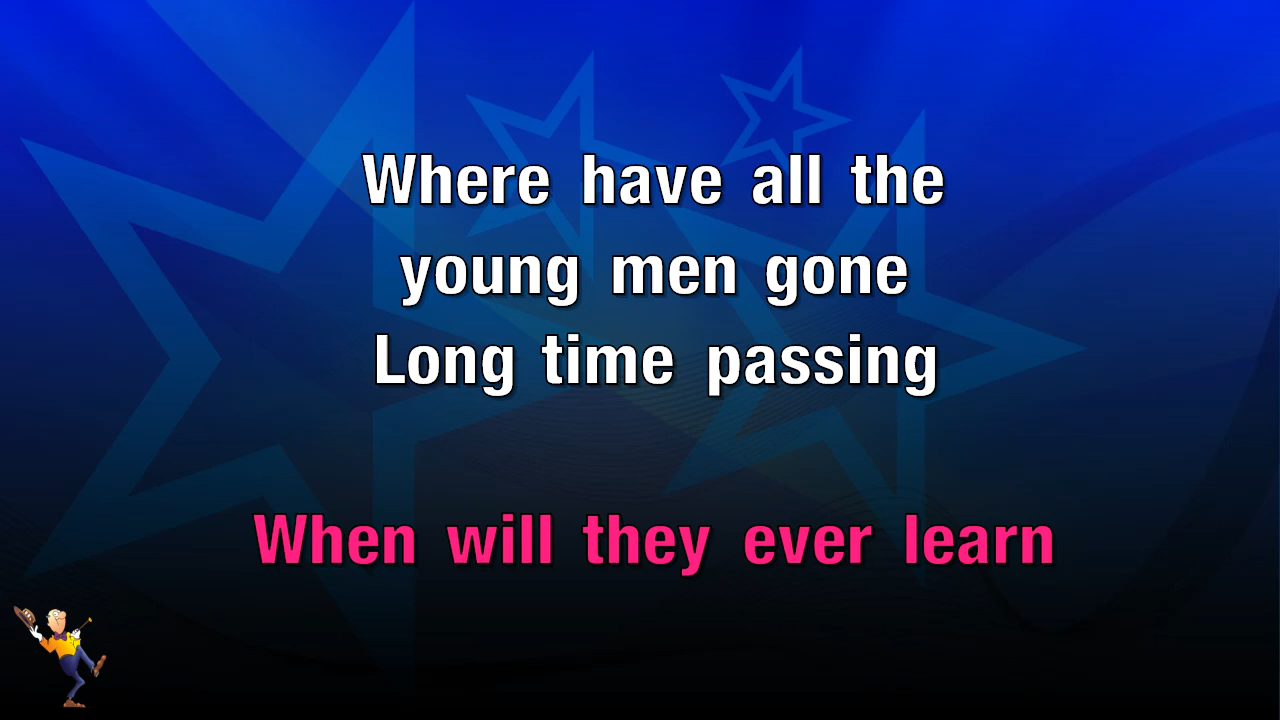 Where have all the
young men gone
Long time passing
When will they ever learn